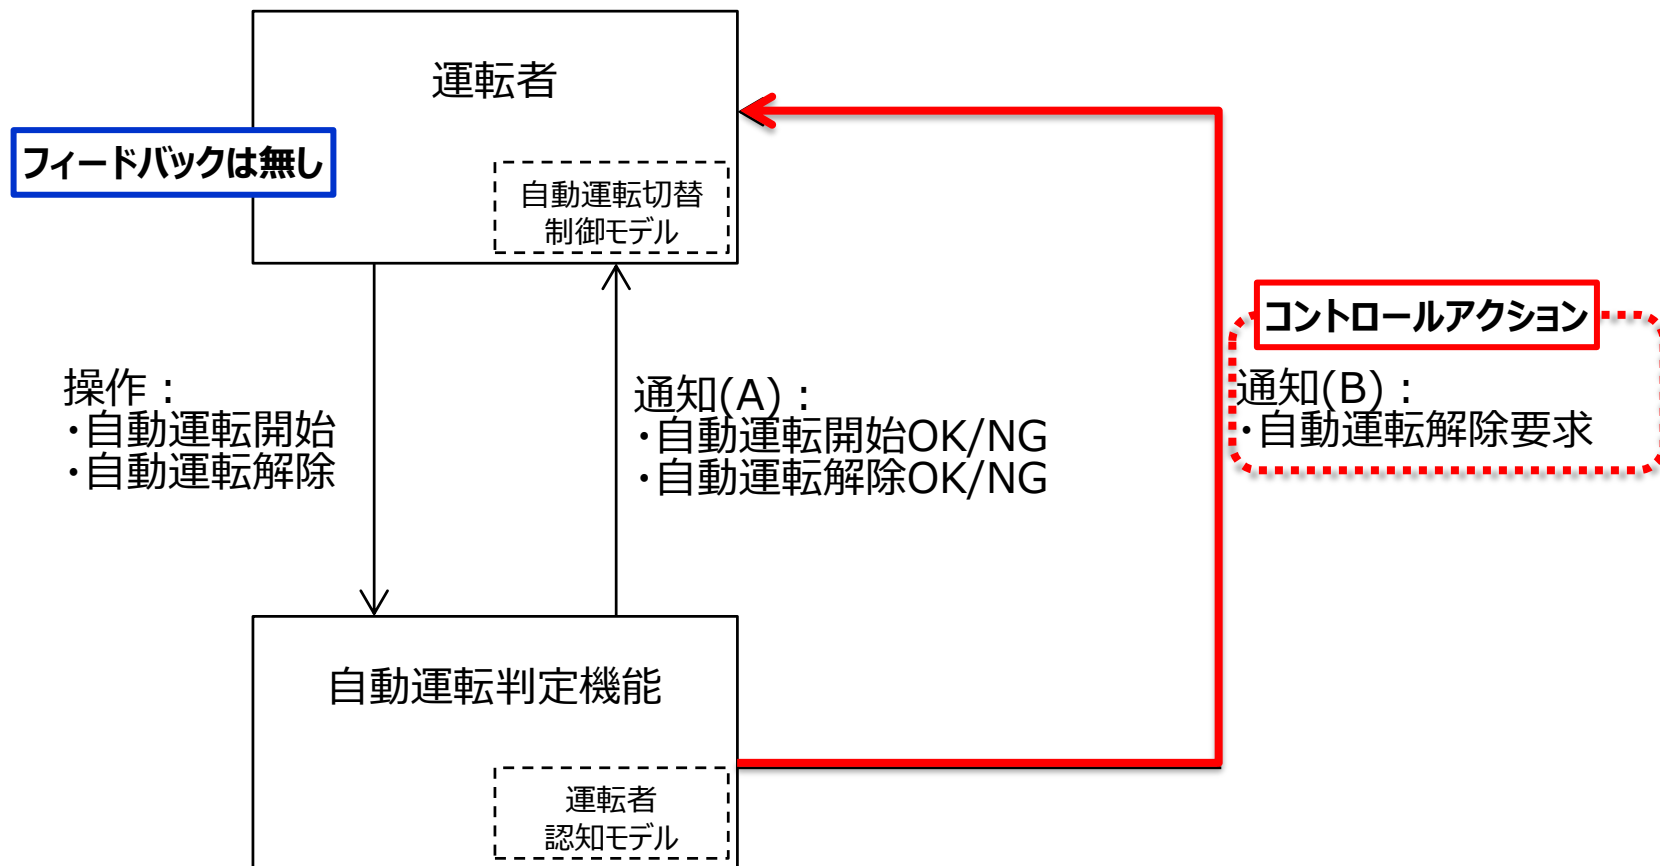 運転者
フィードバックは無し
自動運転切替
制御モデル
コントロールアクション
操作：
・自動運転開始
・自動運転解除
通知(A)：
・自動運転開始OK/NG
・自動運転解除OK/NG
通知(B)：
・自動運転解除要求
自動運転判定機能
運転者
認知モデル